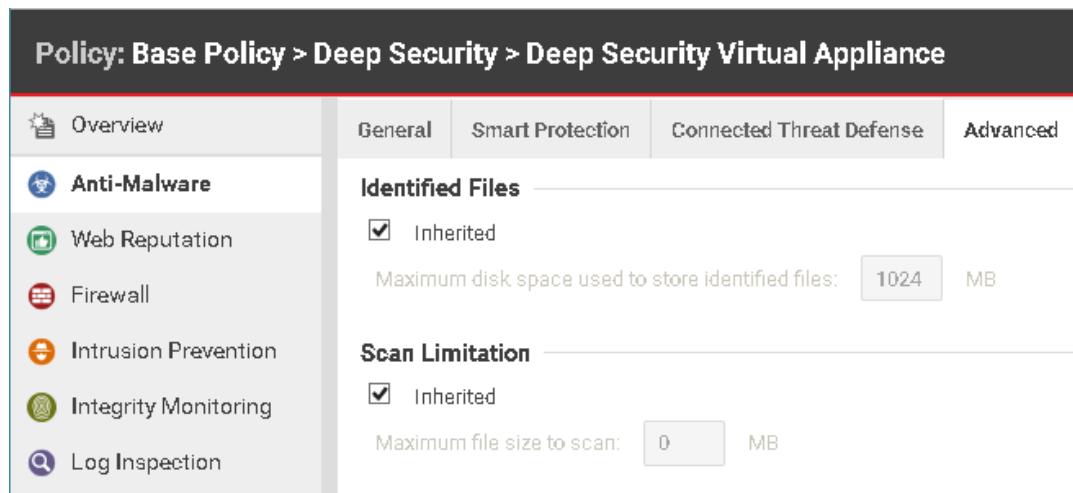 Policy: Base Policy > Deep Security > Deep Security Virtual Appliance
Overview
Anti-Malware
Web Reputation
Firewall
Intrusion Prevention
Integrity Monitoring
Log Inspection
General Smart Protection Connected Threat Defense Advanced
Identified Files
Inherited
Maximum disk space used to store identified files: 1024 MB
Scan Limitation
Inherited
Maximum file size to scan: 0 MB